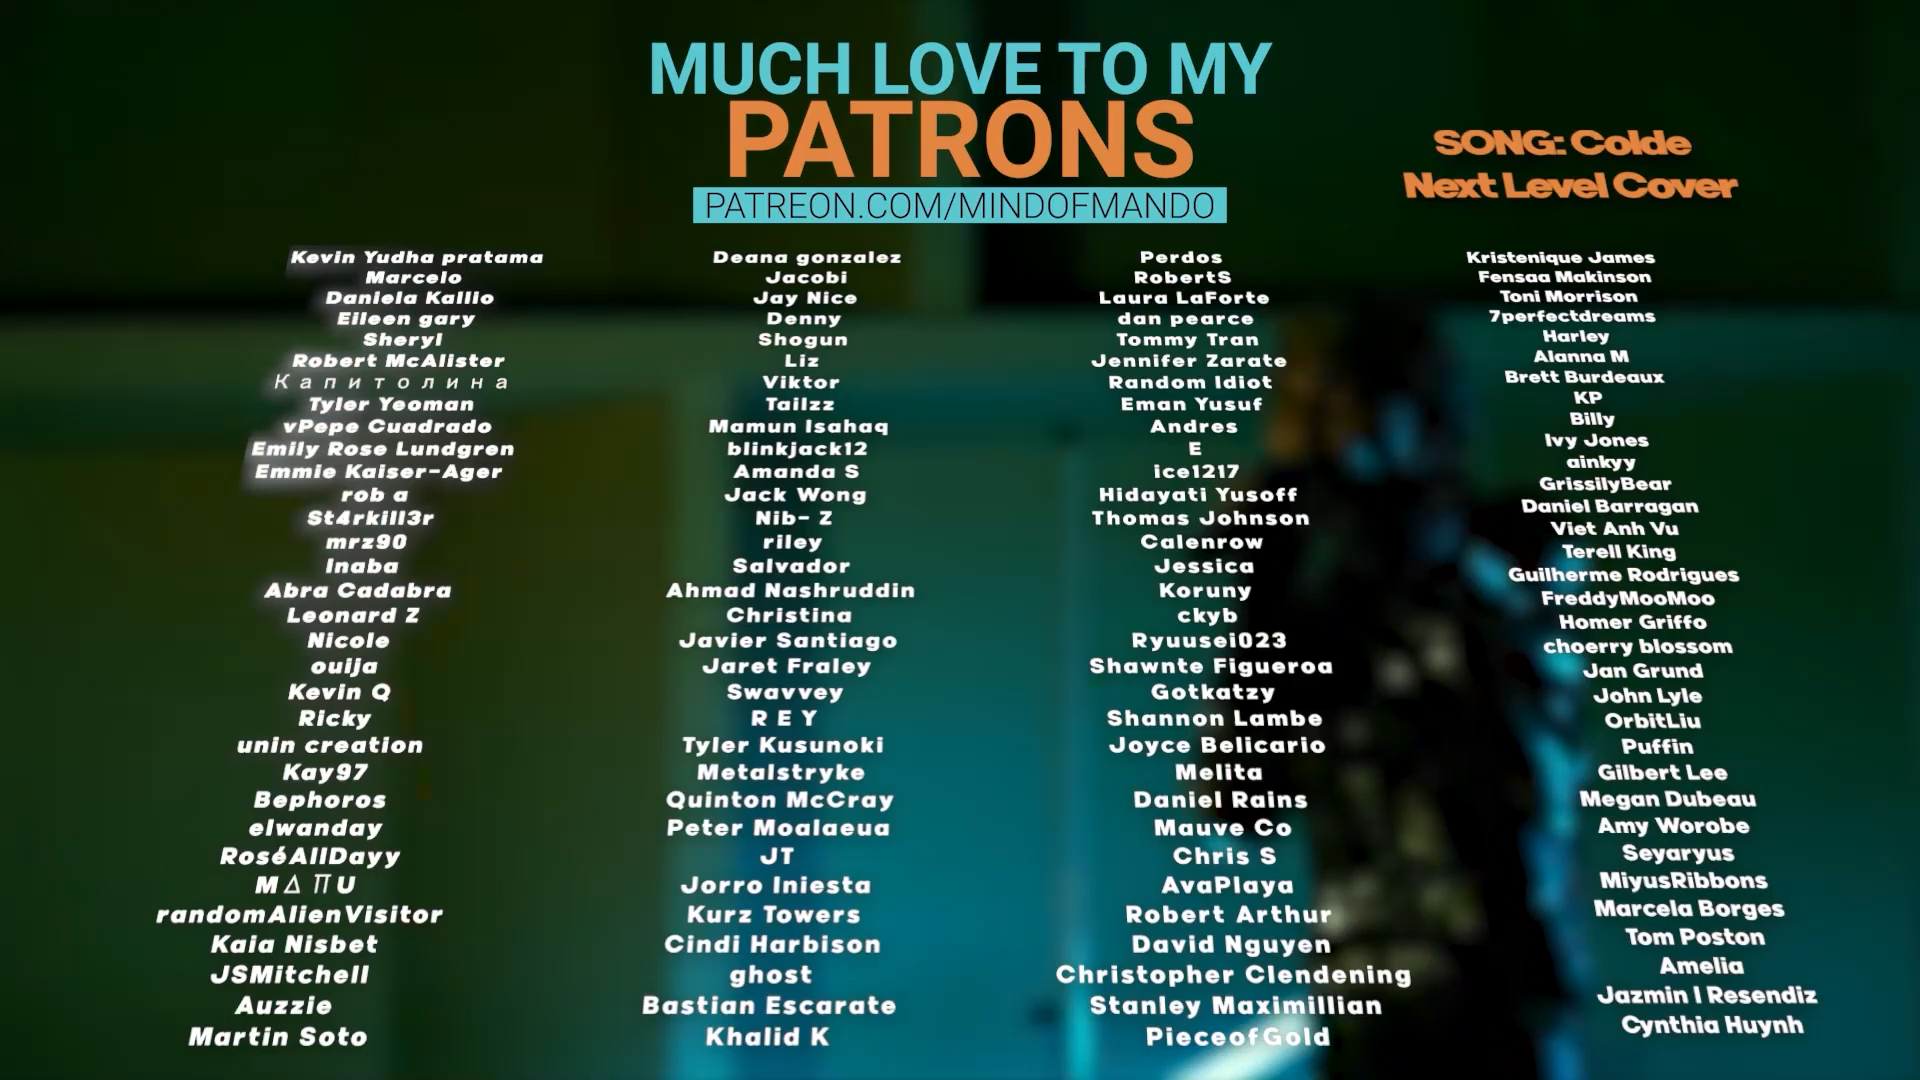 MUCH LOVE TO MY
PATRONS
PATREON.COM/MINDOFMANDO
SONG: Colde
Next Level Cover
Kevin Yudha pratama
Marcelo
Daniela Kallio
Eileen gary
Sheryl
Robert McAlister
Капитолина
Tyler Yeoman
vPepe Cuadrado
Emily Rose Lundgren
Emmie Kaiser-Ager
rob a
St4rkill3r
mrz90
Inaba
Abra Cadabra
Leonard Z
Nicole
ouija
Kevin Q
Ricky
unin creation
Kay97
Bephoros
elwanday
RoséAllDayy
M∆ΠU
randomAlienVisitor
Kaia Nisbet
JSMitchell
Auzzie
Martin Soto
Deana gonzalez
Jacobi
Jay Nice
Denny
Shogun
Liz
Viktor
Tailzz
Mamun Isahaq
blinkjack12
Amanda S
Jack Wong
Nib- Z
riley
Salvador
Ahmad Nashruddin
Christina
Javier Santiago
Jaret Fraley
Swavvey
R E Y
Tyler Kusunoki
Metalstryke
Quinton McCray
Peter Moalaeua
JT
Jorro Iniesta
Kurz Towers
Cindi Harbison
ghost
Bastian Escarate
Khalid K
Perdos
RobertS
Laura LaForte
dan pearce
Tommy Tran
Jennifer Zarate
Random Idiot
Eman Yusuf
Andres
E
ice1217
Hidayati Yusoff
Thomas Johnson
Calenrow
Jessica
Koruny
ckyb
Ryuusei023
Shawnte Figueroa
Gotkatzy
Shannon Lambe
Joyce Belicario
Melita
Daniel Rains
Mauve Co
Chris S
AvaPlaya
Robert Arthur
David Nguyen
Christopher Clendening
Stanley Maximillian
PieceofGold
Kristenique James
Fensaa Makinson
Toni Morrison
7perfectdreams
Harley
Alanna M
Brett Burdeaux
KP
Billy
Ivy Jones
ainkyy
GrissilyBear
Daniel Barragan
Viet Anh Vu
Terell King
Guilherme Rodrigues
FreddyMooMoo
Homer Griffo
choerry blossom
Jan Grund
John Lyle
OrbitLiu
Puffin
Gilbert Lee
Megan Dubeau
Amy Worobe
Seyaryus
MiyusRibbons
Marcela Borges
Tom Poston
Amelia
Jazmin I Resendiz
Cynthia Huynh